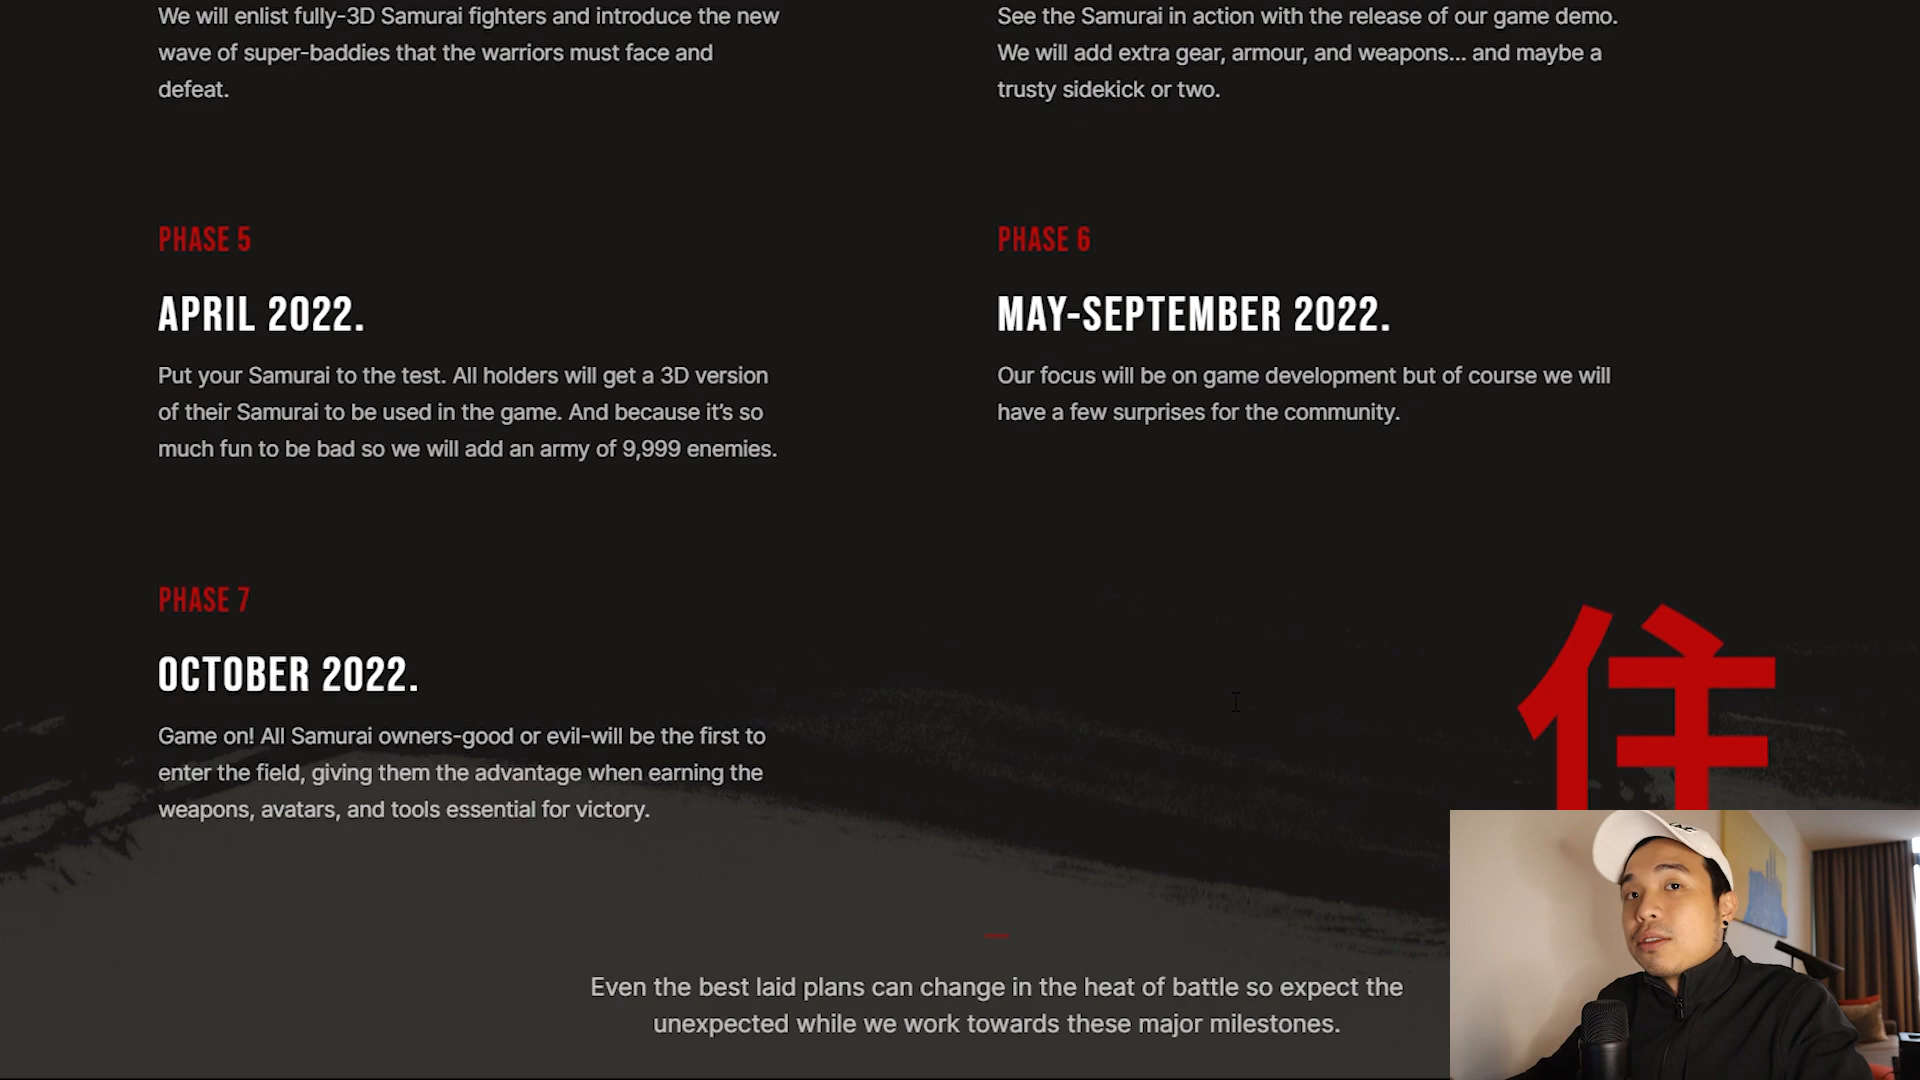 We will enlist fully-3D Samurai fighters and introduce the new
wave of super-baddies that the warriors must face and
defeat.
See the Samurai in action with the release of our game demo.
We will add extra gear, armour, and weapons... and maybe a
trusty sidekick or two.
PHASE 5
APRIL 2022.
Put your Samurai to the test. All holders will get a 3D version
of their Samurai to be used in the game. And because it's so
much fun to be bad so we will add an army of 9,999 enemies.
PHASE 6
MAY-SEPTEMBER 2022.
Our focus will be on game development but of course we will
have a few surprises for the community.
PHASE 7
OCTOBER 2022.
Game on! All Samurai owners-good or evil-will be the first to
enter the field, giving them the advantage when earning the
weapons, avatars, and tools essential for victory.
Even the best laid plans can change in the heat of battle so expect the
unexpected while we work towards these major milestones.